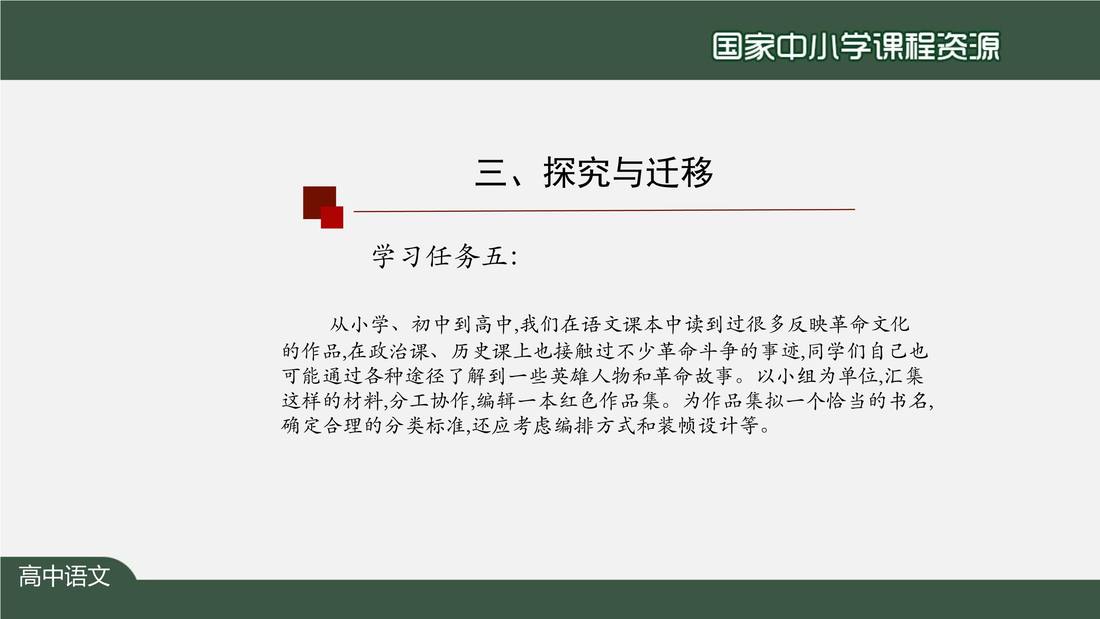 国家中小学课程资源
三、探究与迁移
学习任务五:
从小学、初中到高中,我们在语文课本中读到过很多反映革命文化
的作品,在政治课、历史课上也接触过不少革命斗争的事迹,同学们自己也
可能通过各种途径了解到一些英雄人物和革命故事。以小组为单位,汇集
这样的材料,分工协作,编辑一本红色作品集。为作品集拟一个恰当的书名,
确定合理的分类标准,还应考虑编排方式和装帧设计等。
高中语文